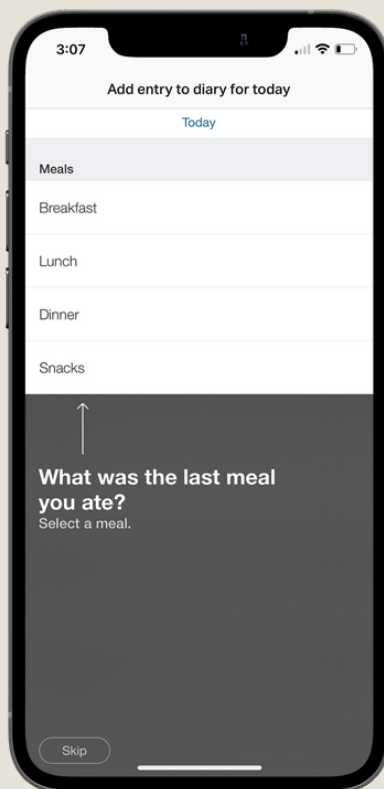 3:07
Add entry to diary for today
Today
Meals
Breakfast
Lunch
Dinner
Snacks
What was the last meal
you ate?
Select a meal.
Skip